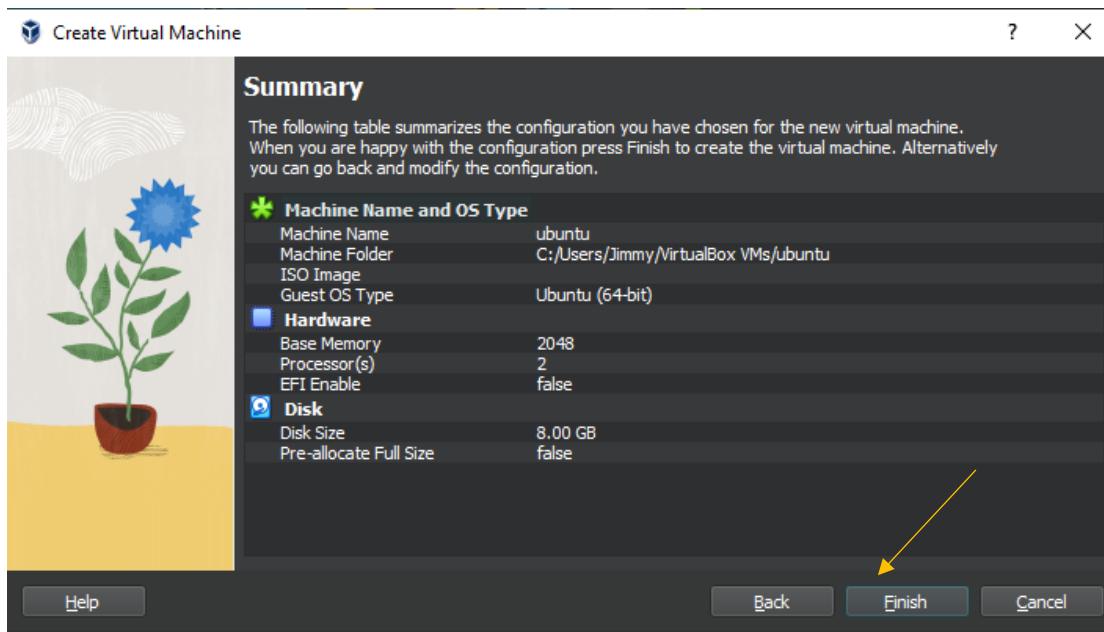 Create Virtual Machine
?
Summary
The following table summarizes the configuration you have chosen for the new virtual machine.
When you are happy with the configuration press Finish to create the virtual machine. Alternatively
you can go back and modify the configuration.
Machine Name and OS Type
Machine Name ubuntu
Machine Folder C:/Users/Jimmy/VirtualBox VMs/ubuntu
ISO Image
Guest OS Type Ubuntu (64-bit)
Hardware
Base Memory 2048
Processor(s) 2
EFI Enable false
Disk
Disk Size 8.00 GB
Pre-allocate Full Size false
Help Back Finish Cancel